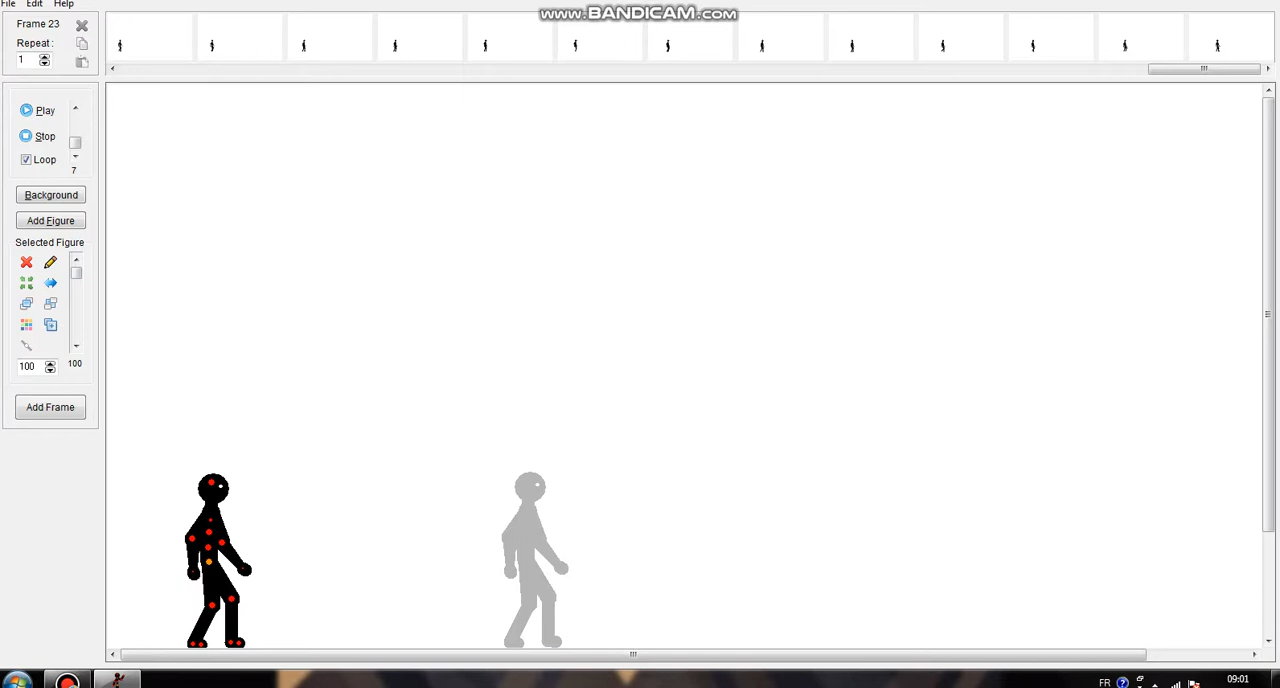 File Edit Help
www.BANDICAM.com
Frame 23
Repeat :
1
Play
Stop
Loop
7
Background
Add Figure
Selected Figure
100
100
Add Frame
FR
09:01